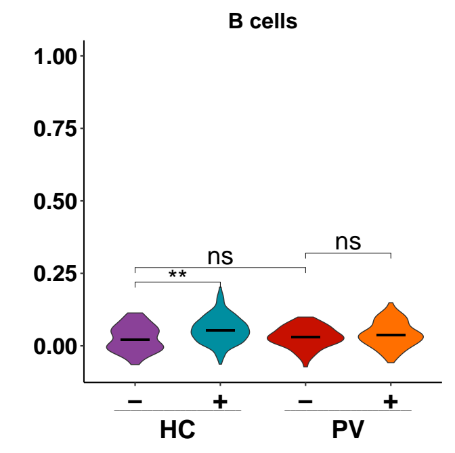 B cells
1.00
0.75
0.50
0.25
0.00
ns
ns
**
− + − +
HC PV